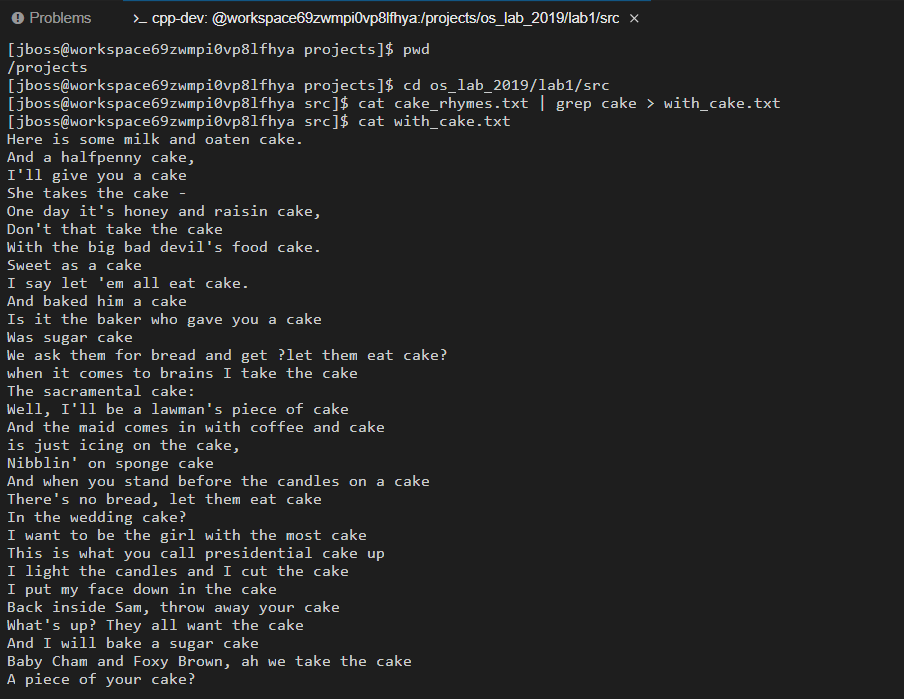 Problems
>_ cpp-dev: @workspace69zwmpi0vp8lfhya:/projects/os_lab_2019/lab1/src ×
[jboss@workspace69zwmpi0vp8lfhya projects]$ pwd
/projects
[jboss@workspace69zwmpi0vp8lfhya projects]$ cd os_lab_2019/lab1/src
[jboss@workspace69zwmpi0vp8lfhya src]$ cat cake_rhymes.txt | grep cake > with_cake.txt
[jboss@workspace69zwmpi0vp8lfhya src]$ cat with_cake.txt
Here is some milk and oaten cake.
And a halfpenny cake,
I'll give you a cake
She takes the cake -
One day it's honey and raisin cake,
Don't that take the cake
With the big bad devil's food cake.
Sweet as a cake
I say let 'em all eat cake.
And baked him a cake
Is it the baker who gave you a cake
Was sugar cake
We ask them for bread and get ?let them eat cake?
when it comes to brains I take the cake
The sacramental cake:
Well, I'll be a lawman's piece of cake
And the maid comes in with coffee and cake
is just icing on the cake,
Nibblin' on sponge cake
And when you stand before the candles on a cake
There's no bread, let them eat cake
In the wedding cake?
I want to be the girl with the most cake
This is what you call presidential cake up
I light the candles and I cut the cake
I put my face down in the cake
Back inside Sam, throw away your cake
What's up? They all want the cake
And I will bake a sugar cake
Baby Cham and Foxy Brown, ah we take the cake
A piece of your cake?